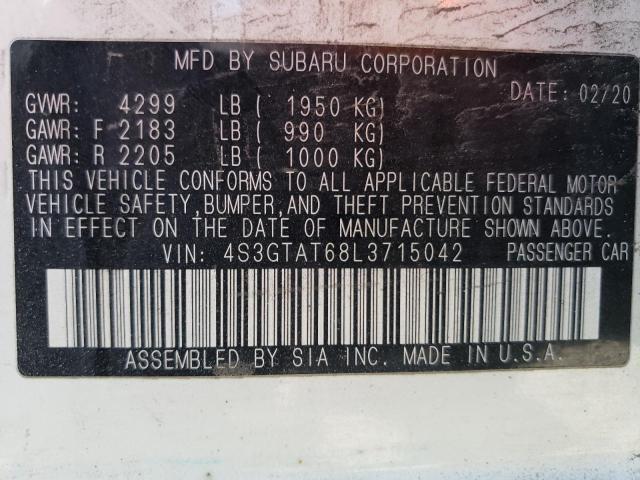 MFD BY SUBARU CORPORATION
DATE: 02/20
GVWR: 4299 LB ( 1950 KG)
GAWR: F 2183 LB ( 990 KG)
GAWR: R 2205 LB ( 1000 KG)
THIS VEHICLE CONFORMS TO ALL APPLICABLE FEDERAL MOTOR
VEHICLE SAFETY,BUMPER,AND THEFT PREVENTION STANDARDS
IN EFFECT ON THE DATE OF MANUFACTURE SHOWN ABOVE.
VIN: 4S3GTAT68L3715042 PASSENGER CAR
ASSEMBLED BY SIA INC. MADE IN U.S.A.